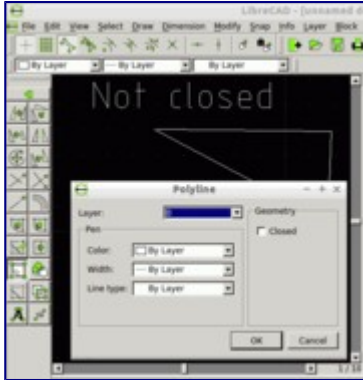 LibreCAD - [unnamed d
File Edit View Select Draw Dimension Modify Snap Info Layer Block
By Layer By Layer By Layer
Not closed
Polyline
Layer:
Geometry
Closed
Pen
Color: By Layer
Width: By Layer
Line type: By Layer
OK Cancel